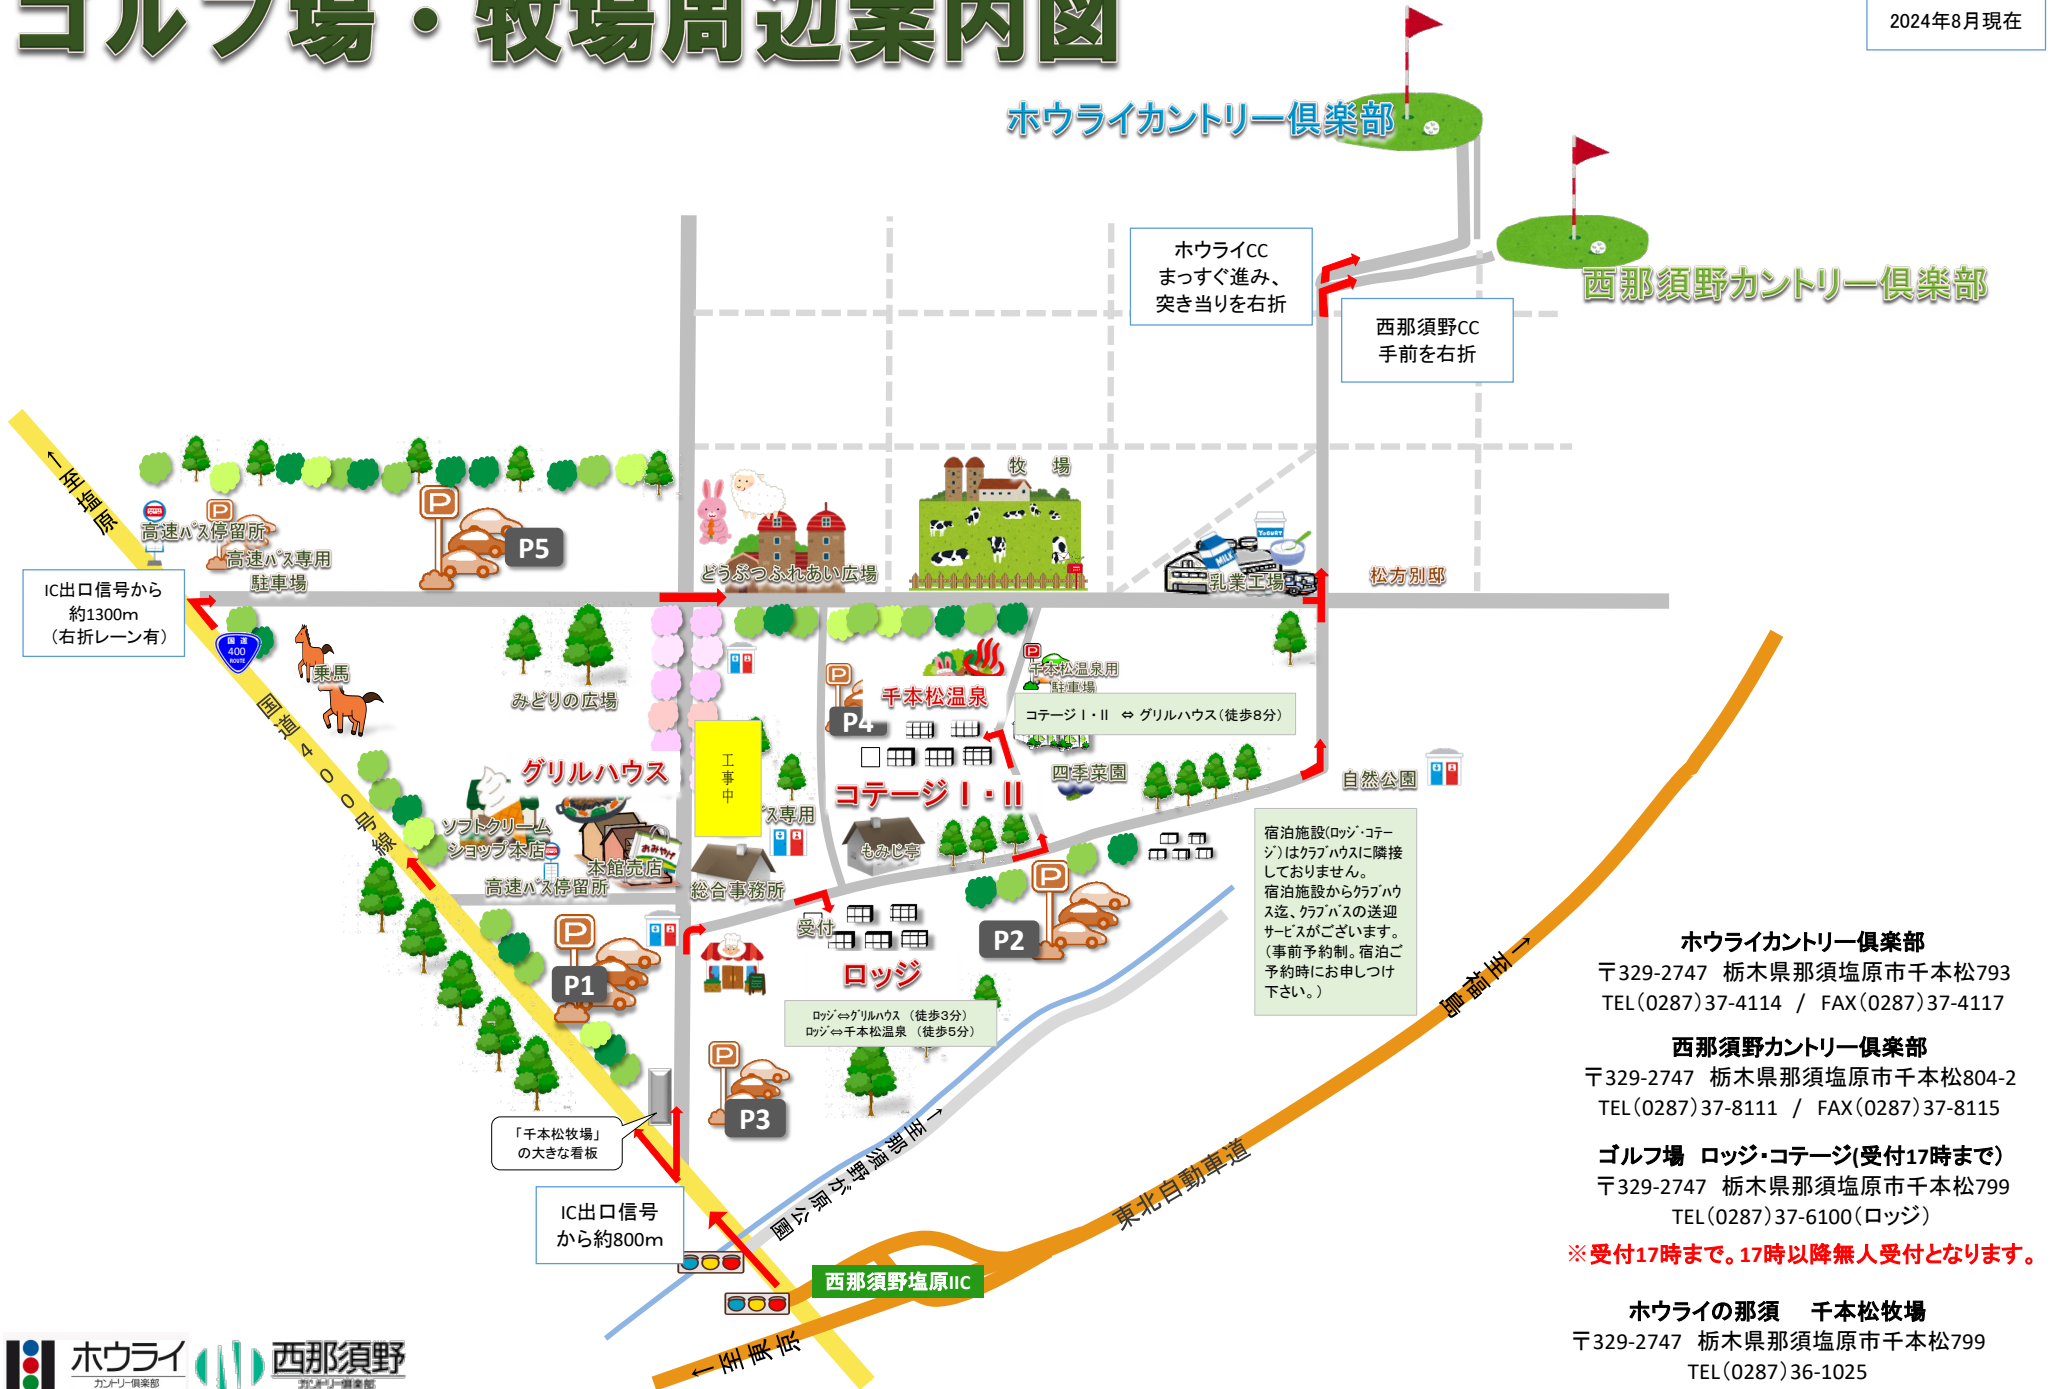 ゴルフ場・牧場周辺案内図
2024年8月現在
ホウライカントリー倶楽部
西那須野カントリー倶楽部
ホウライCC
まっすぐ進み、
突き当りを右折
西那須野CC
手前を右折
←至塩原
高速バス停留所
高速バス専用
駐車場
P
P
P5
どうぶつふれあい広場
牧 場
YOGURT
MILK
乳業工場
松方別邸
IC出口信号から
約1300m
（右折レーン有）
国道
400
ROUTE
乗馬
国道400号線
みどりの広場
P
P4
千本松温泉
P
千本松温泉用
駐車場
コテージⅠ・Ⅱ ⇔ グリルハウス（徒歩8分）
グリルハウス
工事中
コテージⅠ・Ⅱ
四季菜園
自然公園
ソフトクリーム
ショップ本店
おみやげ
本館売店
高速バス停留所
ス専用
総合事務所
もみじ亭
宿泊施設(ロッジ・コテー
ジ)はクラブハウスに隣接
しておりません。
宿泊施設からクラブハウ
ス迄、クラブバスの送迎
サービスがございます。
（事前予約制。宿泊ご
予約時にお申しつけ
下さい。）
P
P1
受付
ロッジ
P
P2
ロッジ⇔グリルハウス （徒歩3分）
ロッジ⇔千本松温泉 （徒歩5分）
P
P3
「千本松牧場」
の大きな看板
IC出口信号
から約800m
←至那須野が原公園
←至福島
東北自動車道
西那須野塩原IIC
←至東京
ホウライカントリー倶楽部
〒329-2747 栃木県那須塩原市千本松793
TEL（0287）37-4114 / FAX（0287）37-4117
西那須野カントリー倶楽部
〒329-2747 栃木県那須塩原市千本松804-2
TEL（0287）37-8111 / FAX（0287）37-8115
ゴルフ場 ロッジ・コテージ(受付17時まで）
〒329-2747 栃木県那須塩原市千本松799
TEL（0287）37-6100（ロッジ）
※受付17時まで。17時以降無人受付となります。
ホウライの那須 千本松牧場
〒329-2747 栃木県那須塩原市千本松799
TEL（0287）36-1025
ホウライ
カントリー倶楽部
西那須野
カントリー倶楽部